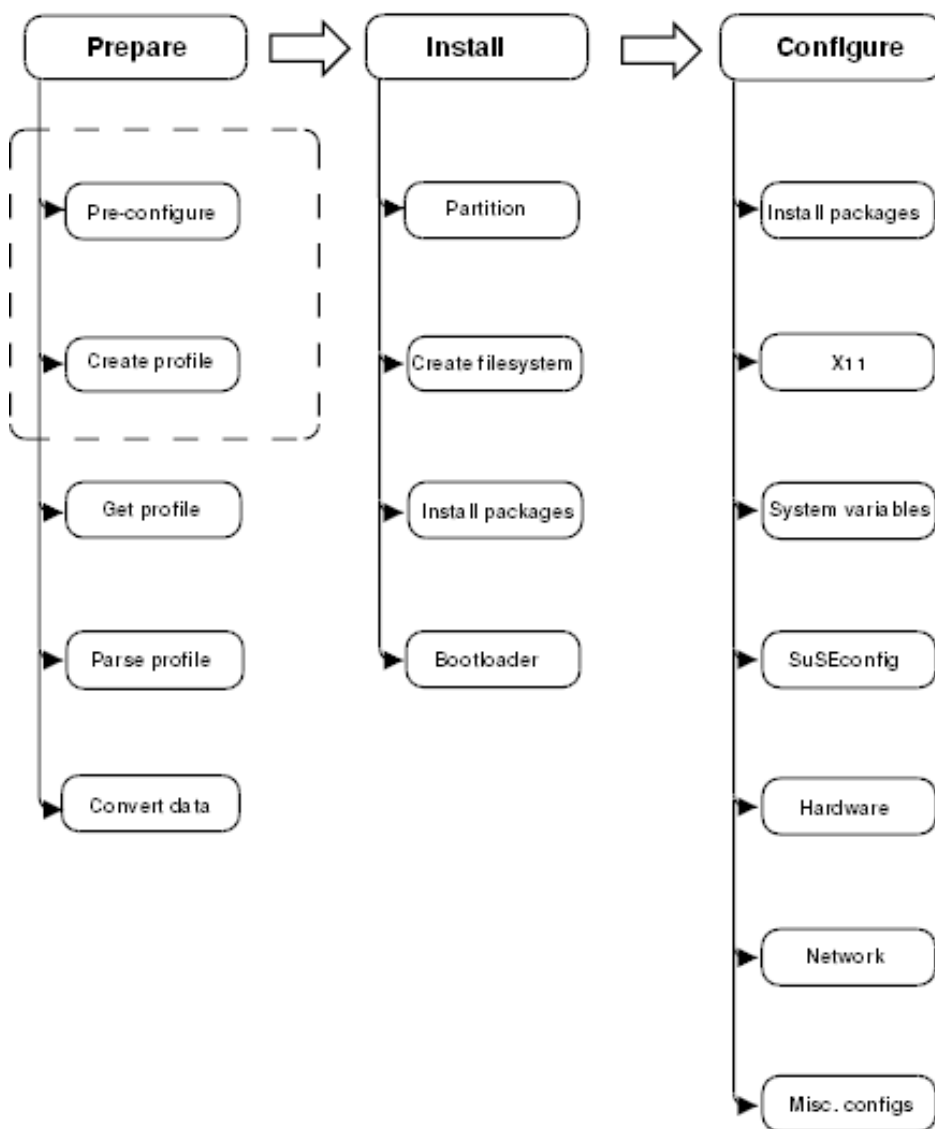 Prepare
Install
Configure
Pre-configure
Create profile
Get profile
Parse profile
Convert data
Partition
Create filesystem
Install packages
Bootloader
Install packages
X11
System variables
SuSEconfig
Hardware
Network
Misc. configs